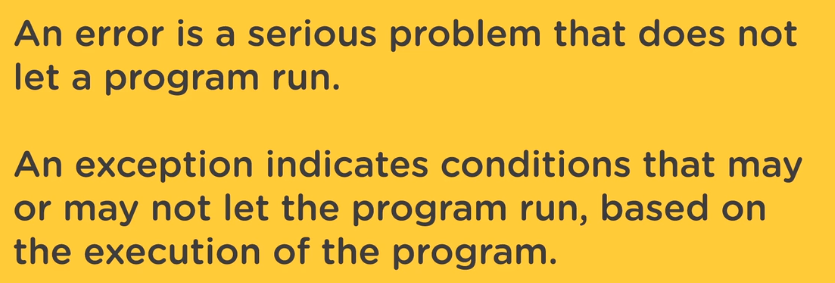 An error is a serious problem that does not
let a program run.
An exception indicates conditions that may
or may not let the program run, based on
the execution of the program.